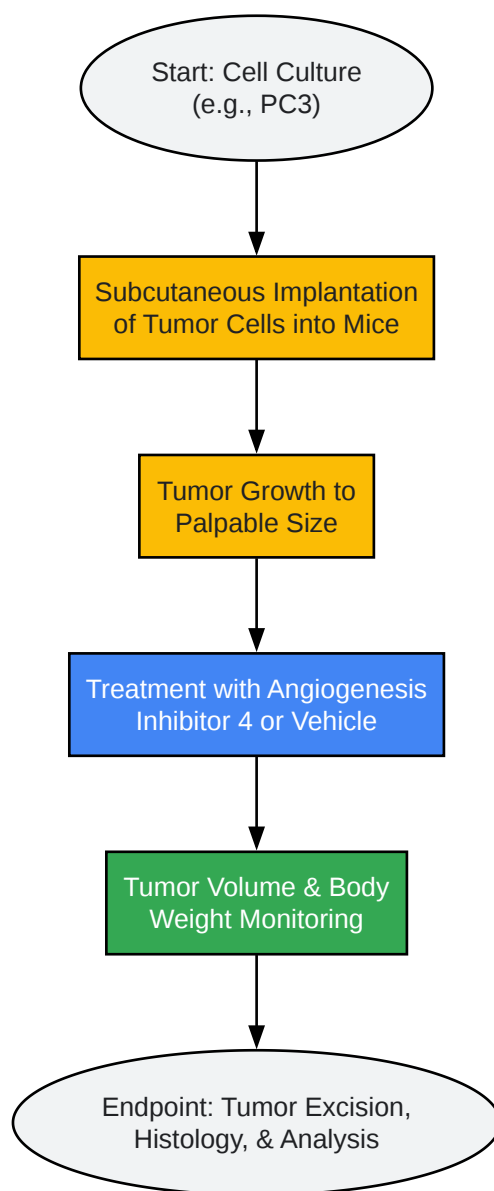 Start: Cell Culture
(e.g., PC3)
Subcutaneous Implantation
of Tumor Cells into Mice
Tumor Growth to
Palpable Size
Treatment with Angiogenesis
Inhibitor 4 or Vehicle
Tumor Volume & Body
Weight Monitoring
Endpoint: Tumor Excision,
Histology, & Analysis